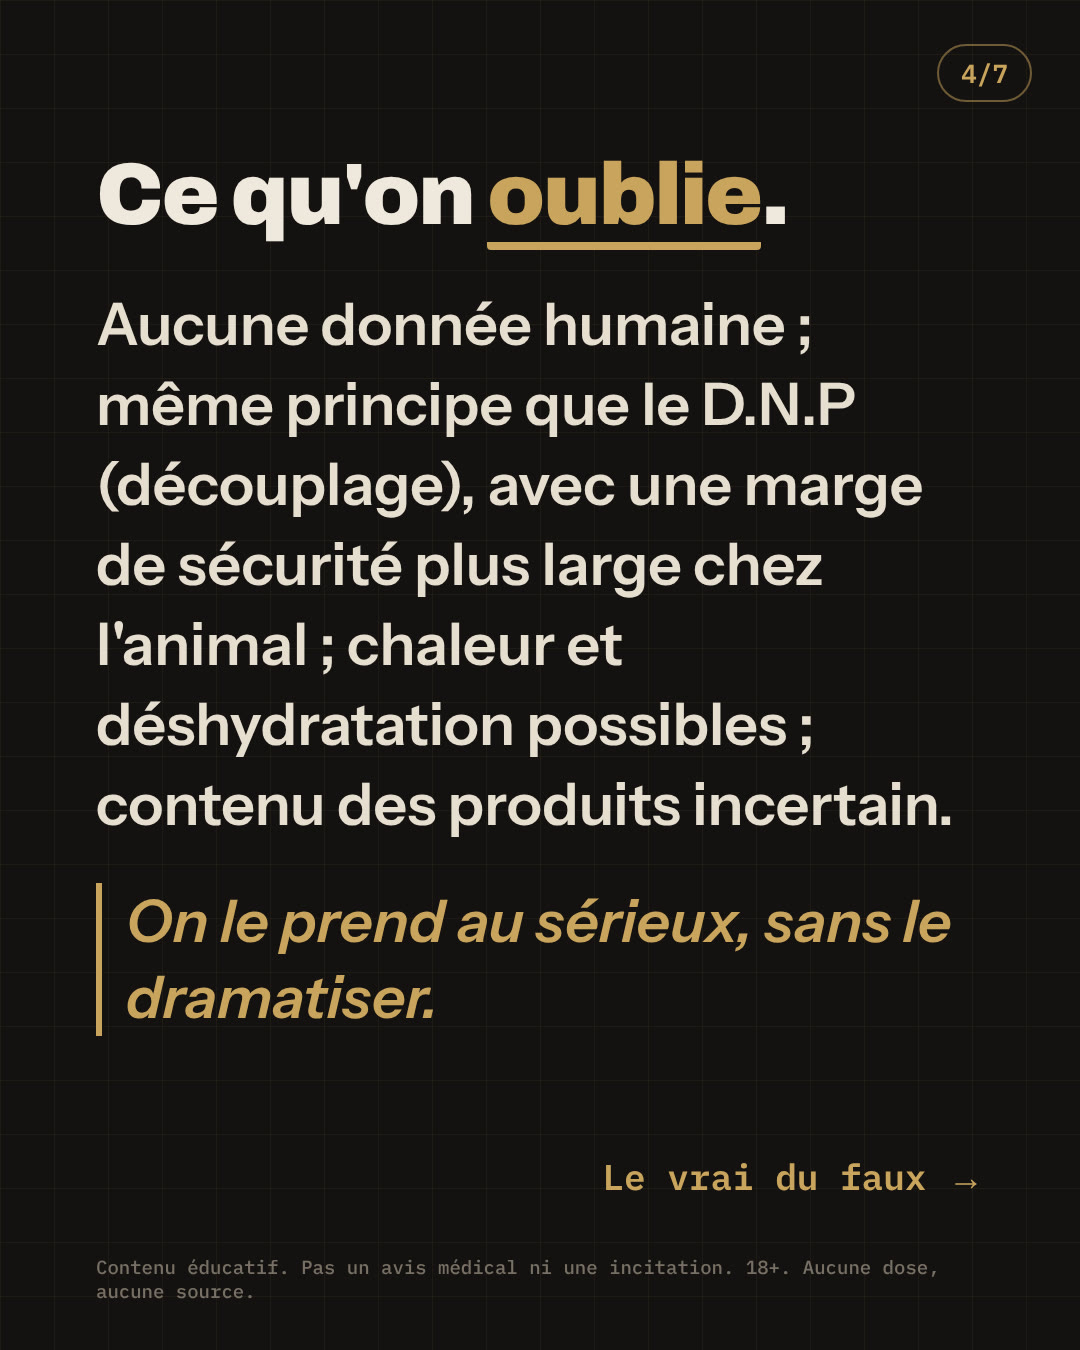 4/7
Ce qu'on oublie.
Aucune donnée humaine ;
même principe que le D.N.P
(découplage), avec une marge
de sécurité plus large chez
l'animal ; chaleur et
déshydratation possibles ;
contenu des produits incertain.
On le prend au sérieux, sans le
dramatiser.
Le vrai du faux →
Contenu éducatif. Pas un avis médical ni une incitation. 18+. Aucune dose,
aucune source.